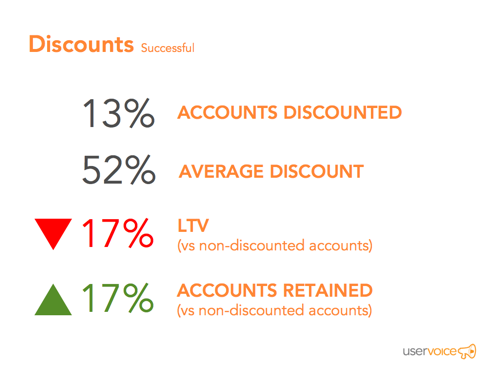 Discounts Successful
13% ACCOUNTS DISCOUNTED
52% AVERAGE DISCOUNT
17% LTV
(vs non-discounted accounts)
17% ACCOUNTS RETAINED
(vs non-discounted accounts)
uservoice